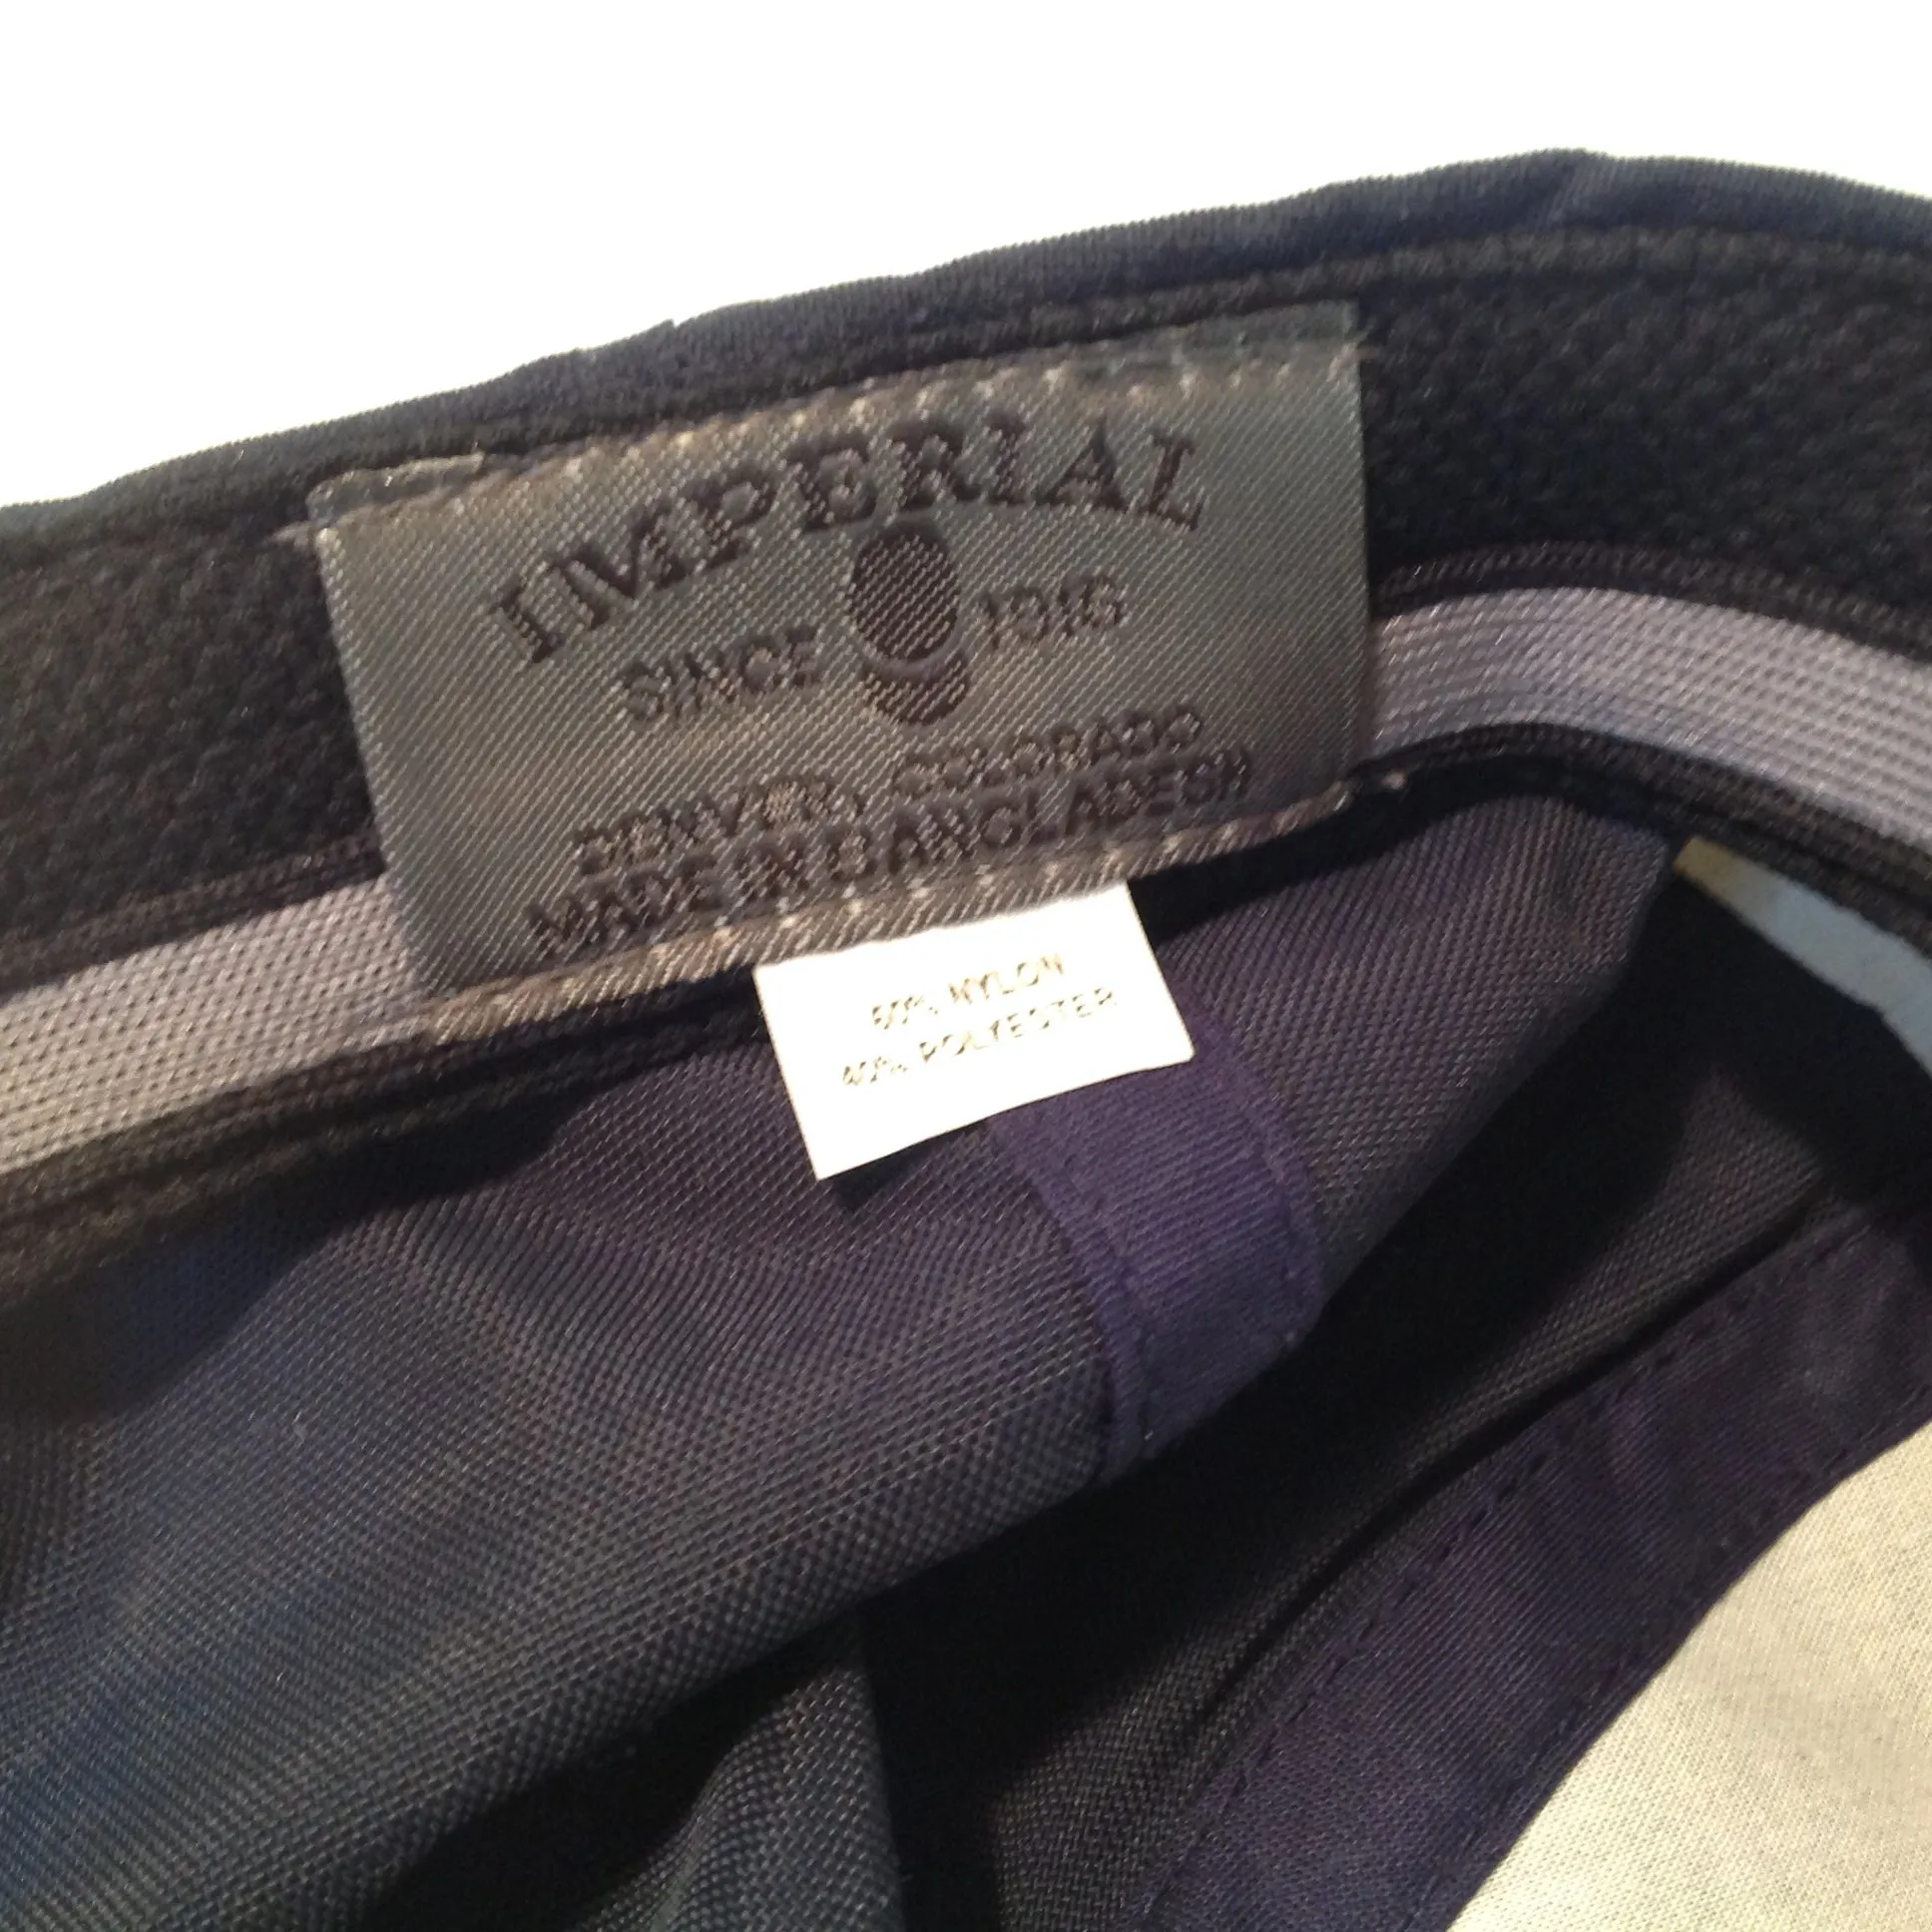 IMPERIAL
SINCE 1916
DENVER, COLORADO
MADE IN BANGLADESH
60% NYLON
40% POLYESTER